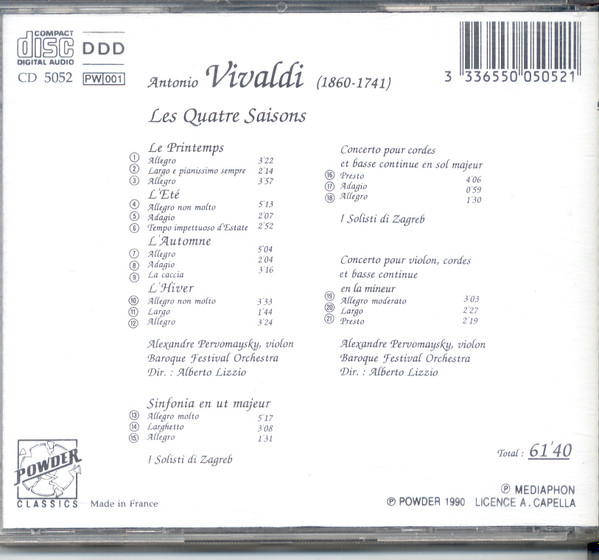 COMPACT
disc
DIGITAL AUDIO
DDD
CD 5052
PW 001
Antonio Vivaldi (1860-1741)
3 336550 050521
Les Quatre Saisons
Le Printemps
① Allegro 3'22
② Largo e pianissimo sempre 2'14
③ Allegro 3'57
L'Eté
④ Allegro non molto 5'13
⑤ Adagio 2'07
⑥ Tempo impettuoso d'Estate 2'52
L'Automne
⑦ Allegro 5'04
⑧ Adagio 2'04
⑨ La caccia 3'16
L'Hiver
⑩ Allegro non molto 3'33
⑪ Largo 1'44
⑫ Allegro 3'24
Alexandre Pervomaysky, violon
Baroque Festival Orchestra
Dir. : Alberto Lizzio
Sinfonia en ut majeur
⑬ Allegro molto 5'17
⑭ Larghetto 3'08
⑮ Allegro 1'31
I Solisti di Zagreb
Concerto pour cordes
et basse continue en sol majeur
⑯ Presto 4'06
⑰ Adagio 0'59
⑱ Allegro 1'30
I Solisti di Zagreb
Concerto pour violon, cordes
et basse continue
en la mineur
⑲ Allegro moderato 3'03
⑳ Largo 2'27
㉑ Presto 2'19
Alexandre Pervomaysky, violon
Baroque Festival Orchestra
Dir. : Alberto Lizzio
Total : 61'40
POWDER
CLASSICS
Made in France
℗ POWDER 1990
℗ MEDIAPHON
LICENCE A. CAPELLA